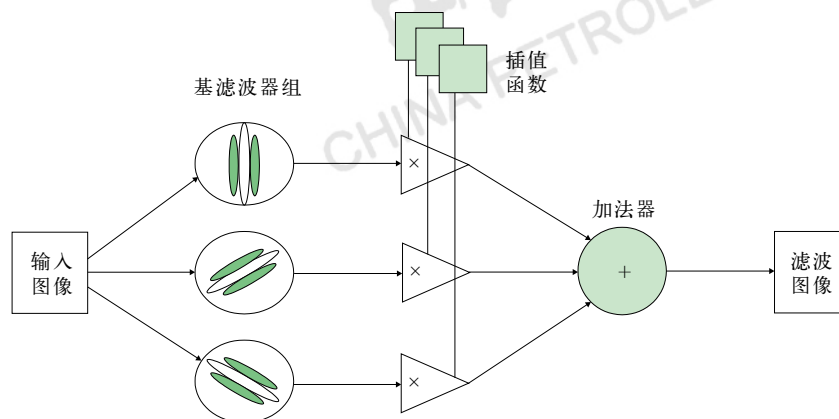 CHINA PETROLE
插值
函数
基滤波器组
×
加法器
输入
图像
×
+
滤波
图像
×